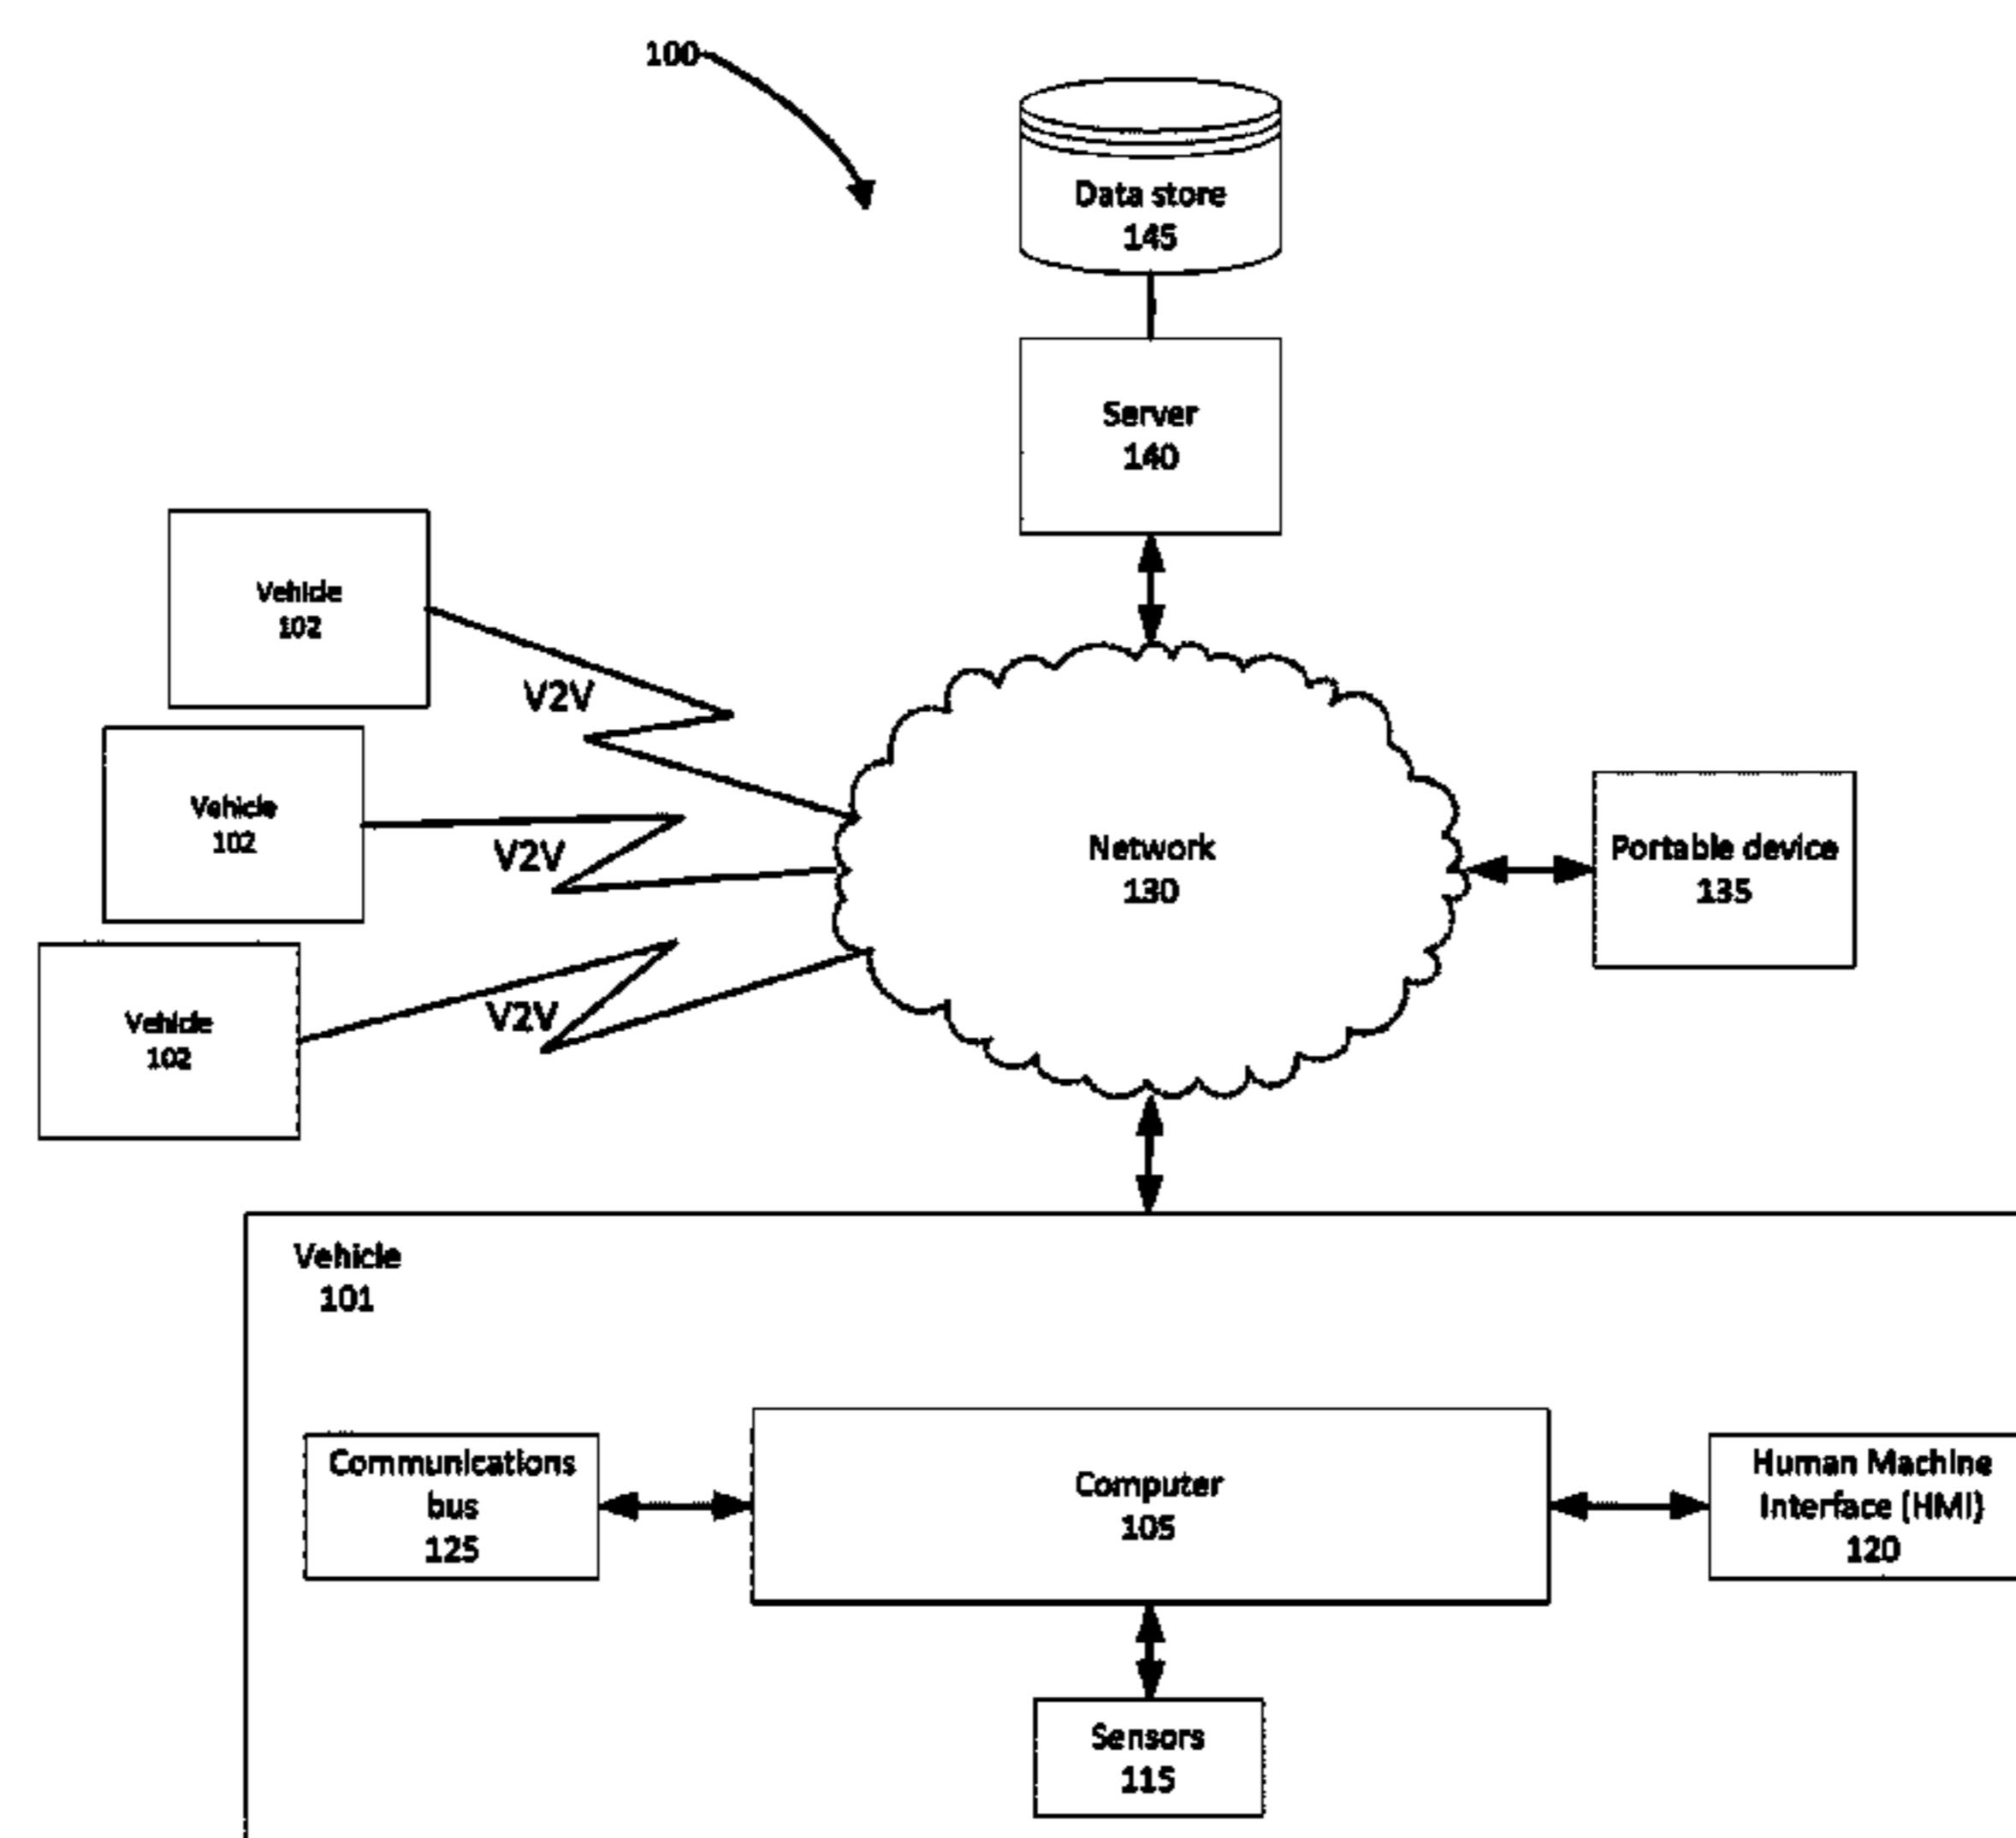 100
Data store
145
Server
140
Vehicle
102
V2V
Vehicle
102
V2V
Vehicle
102
V2V
Network
130
Portable device
135
Vehicle
101
Communications
bus
125
Computer
105
Human Machine
Interface (HMI)
120
Sensors
115